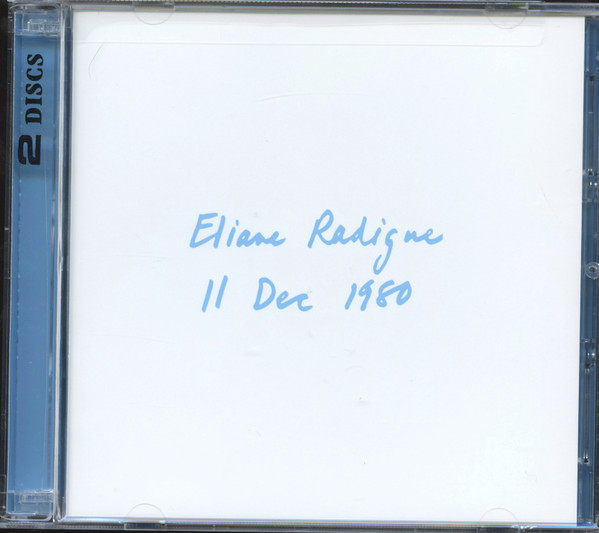 2 DISCS
Eliane Radigue
11 Dec 1980